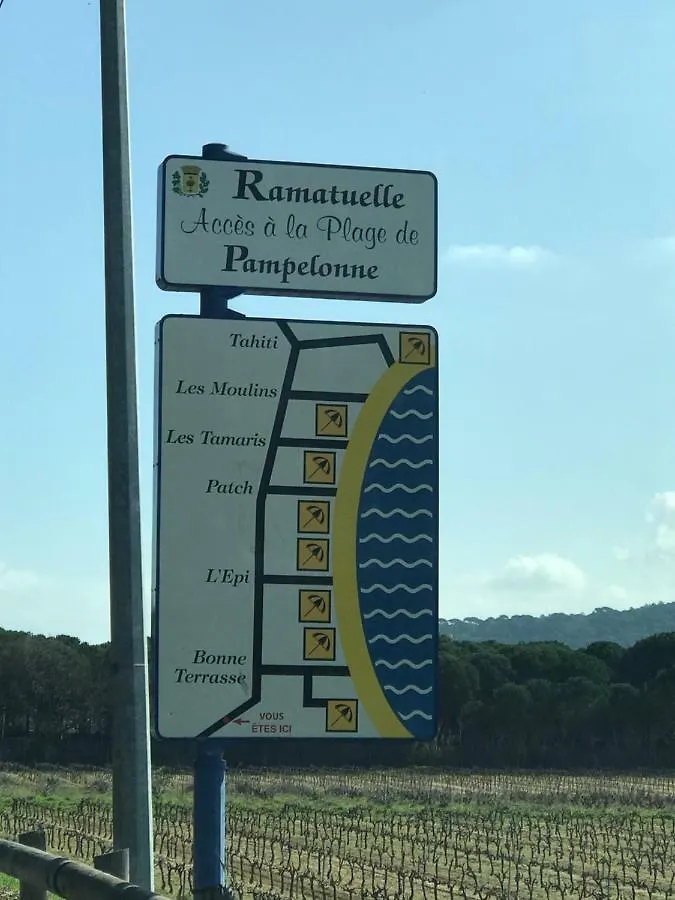 Ramatuelle
Accès à la Plage de
Pampelonne
Tahiti
Les Moulins
Les Tamaris
Patch
L'Epi
Bonne
Terrasse
VOUS
ÊTES ICI